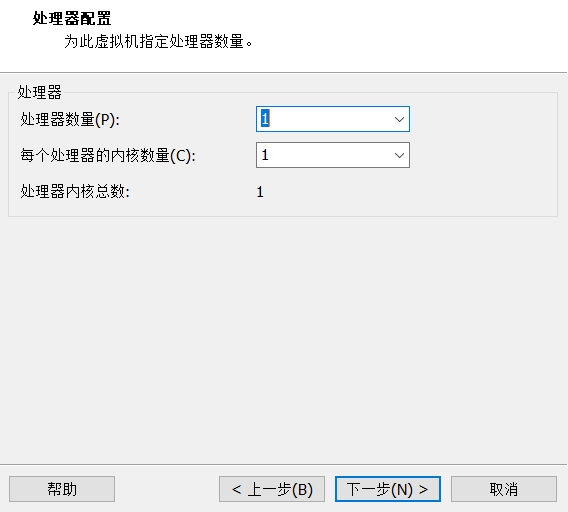 处理器配置
为此虚拟机指定处理器数量。
处理器
处理器数量(P): 1
每个处理器的内核数量(C): 1
处理器内核总数: 1
帮助 < 上一步(B) 下一步(N) > 取消